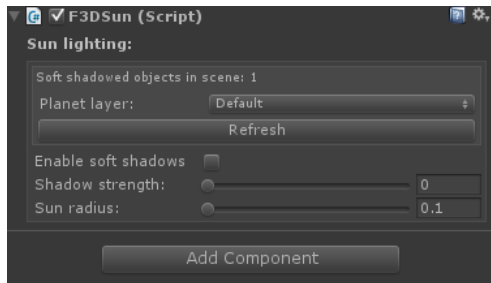 F3DSun (Script)
Sun lighting:
Soft shadowed objects in scene: 1
Planet layer: Default
Refresh
Enable soft shadows
Shadow strength: 0
Sun radius: 0.1
Add Component